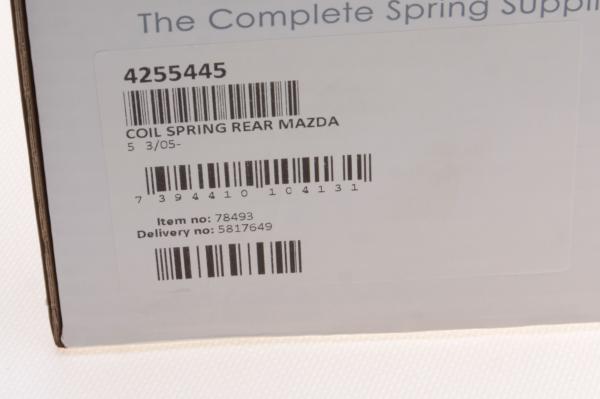 The Complete Spring
4255445
COIL SPRING REAR MAZDA
5 3/05-
7 394410 104131
Item no: 78493
Delivery no: 5817649